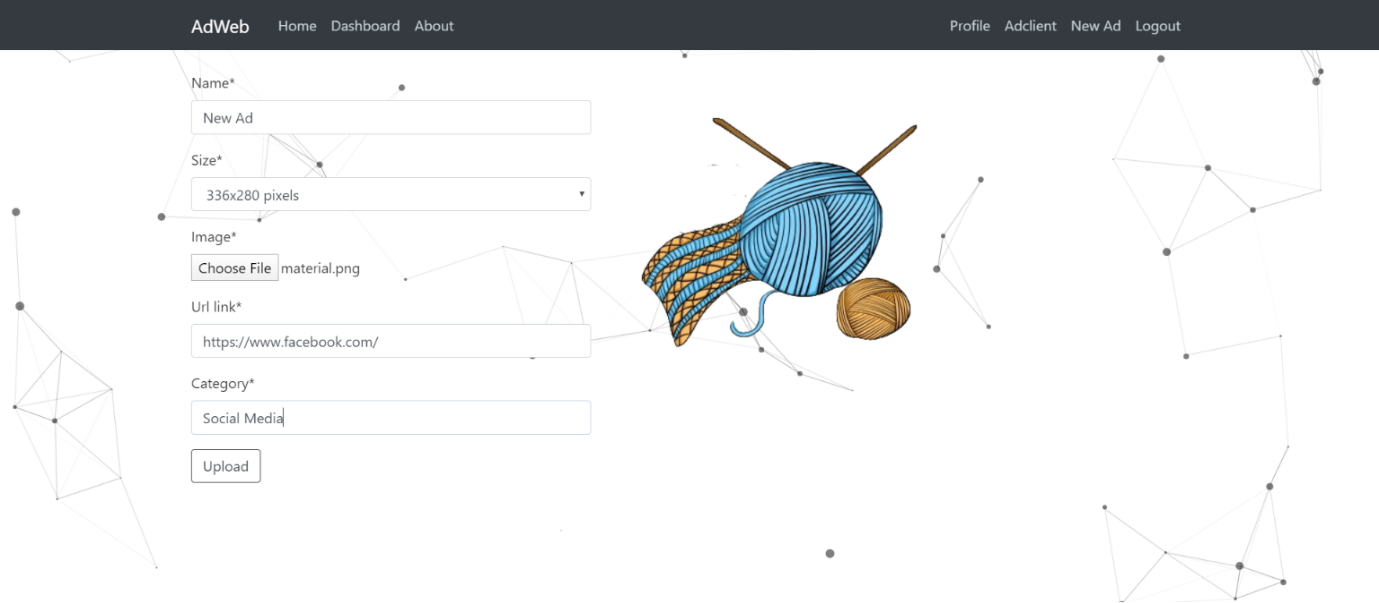 AdWeb Home Dashboard About Profile Adclient New Ad Logout
Name*
New Ad
Size*
336x280 pixels
Image*
Choose File material.png
Url link*
https://www.facebook.com/
Category*
Social Media
Upload